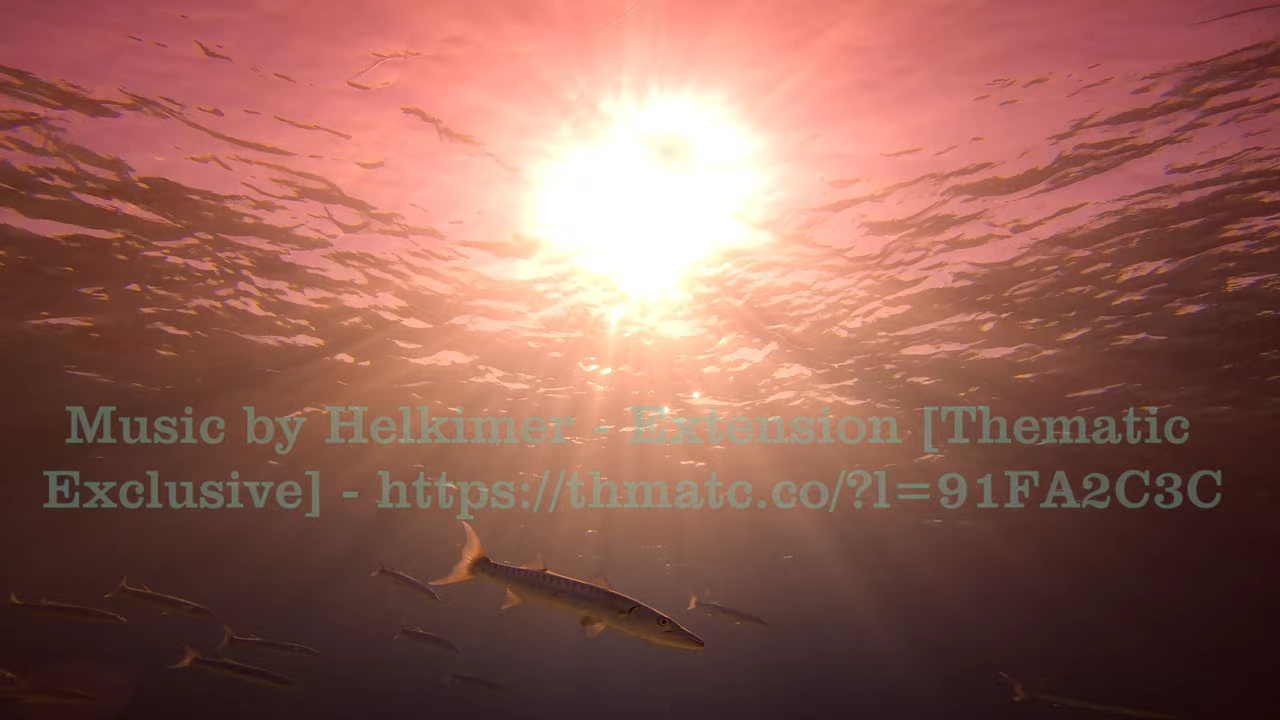 Music by Helkimer - Extension [Thematic
Exclusive] - https://thmatc.co/?l=91FA2C3C